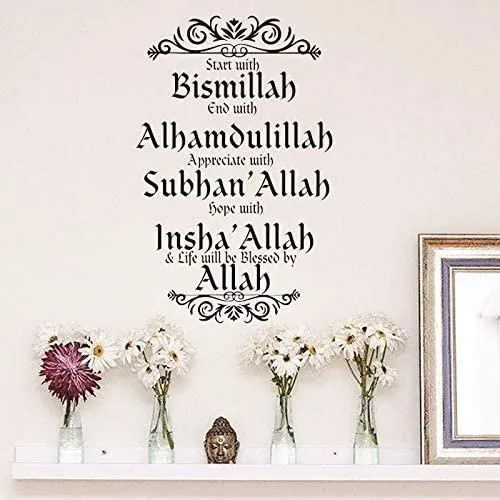 Start with
Bismillah
End with
Alhamdulillah
Appreciate with
Subhan'Allah
Hope with
Insha'Allah
& Life will be Blessed by
Allah